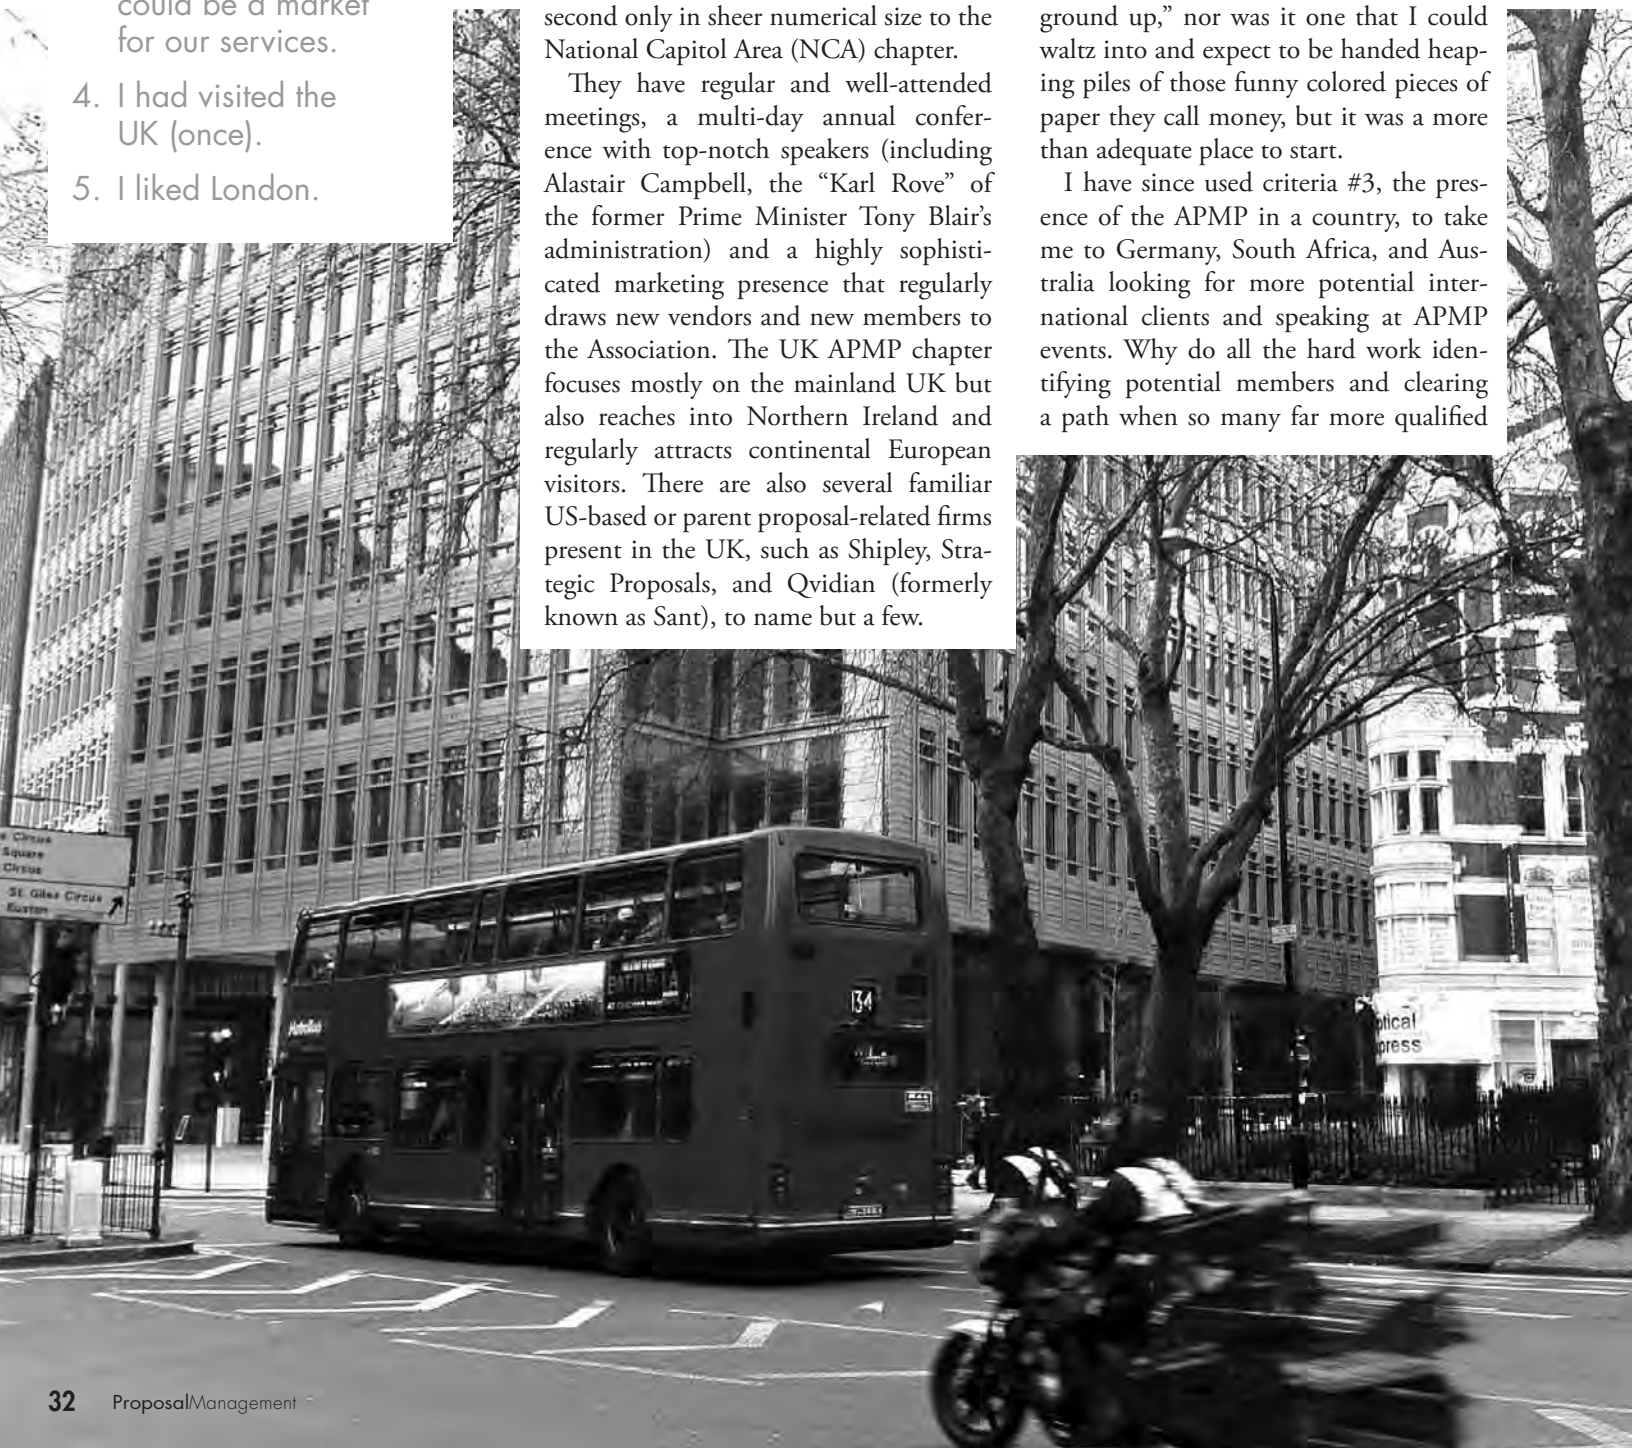 could be a market
for our services.
4. I had visited the
UK (once).
5. I liked London.
second only in sheer numerical size to the
National Capitol Area (NCA) chapter.
They have regular and well-attended
meetings, a multi-day annual confer-
ence with top-notch speakers (including
Alastair Campbell, the “Karl Rove” of
the former Prime Minister Tony Blair’s
administration) and a highly sophisti-
cated marketing presence that regularly
draws new vendors and new members to
the Association. The UK APMP chapter
focuses mostly on the mainland UK but
also reaches into Northern Ireland and
regularly attracts continental European
visitors. There are also several familiar
US-based or parent proposal-related firms
present in the UK, such as Shipley, Stra-
tegic Proposals, and Qvidian (formerly
known as Sant), to name but a few.
ground up,” nor was it one that I could
waltz into and expect to be handed heap-
ing piles of those funny colored pieces of
paper they call money, but it was a more
than adequate place to start.
I have since used criteria #3, the pres-
ence of the APMP in a country, to take
me to Germany, South Africa, and Aus-
tralia looking for more potential inter-
national clients and speaking at APMP
events. Why do all the hard work iden-
tifying potential members and clearing
a path when so many far more qualified
e Circus
Square
Circus
St. Giles Circus
Euston
Metrobus
134
ptical
press
32 ProposalManagement